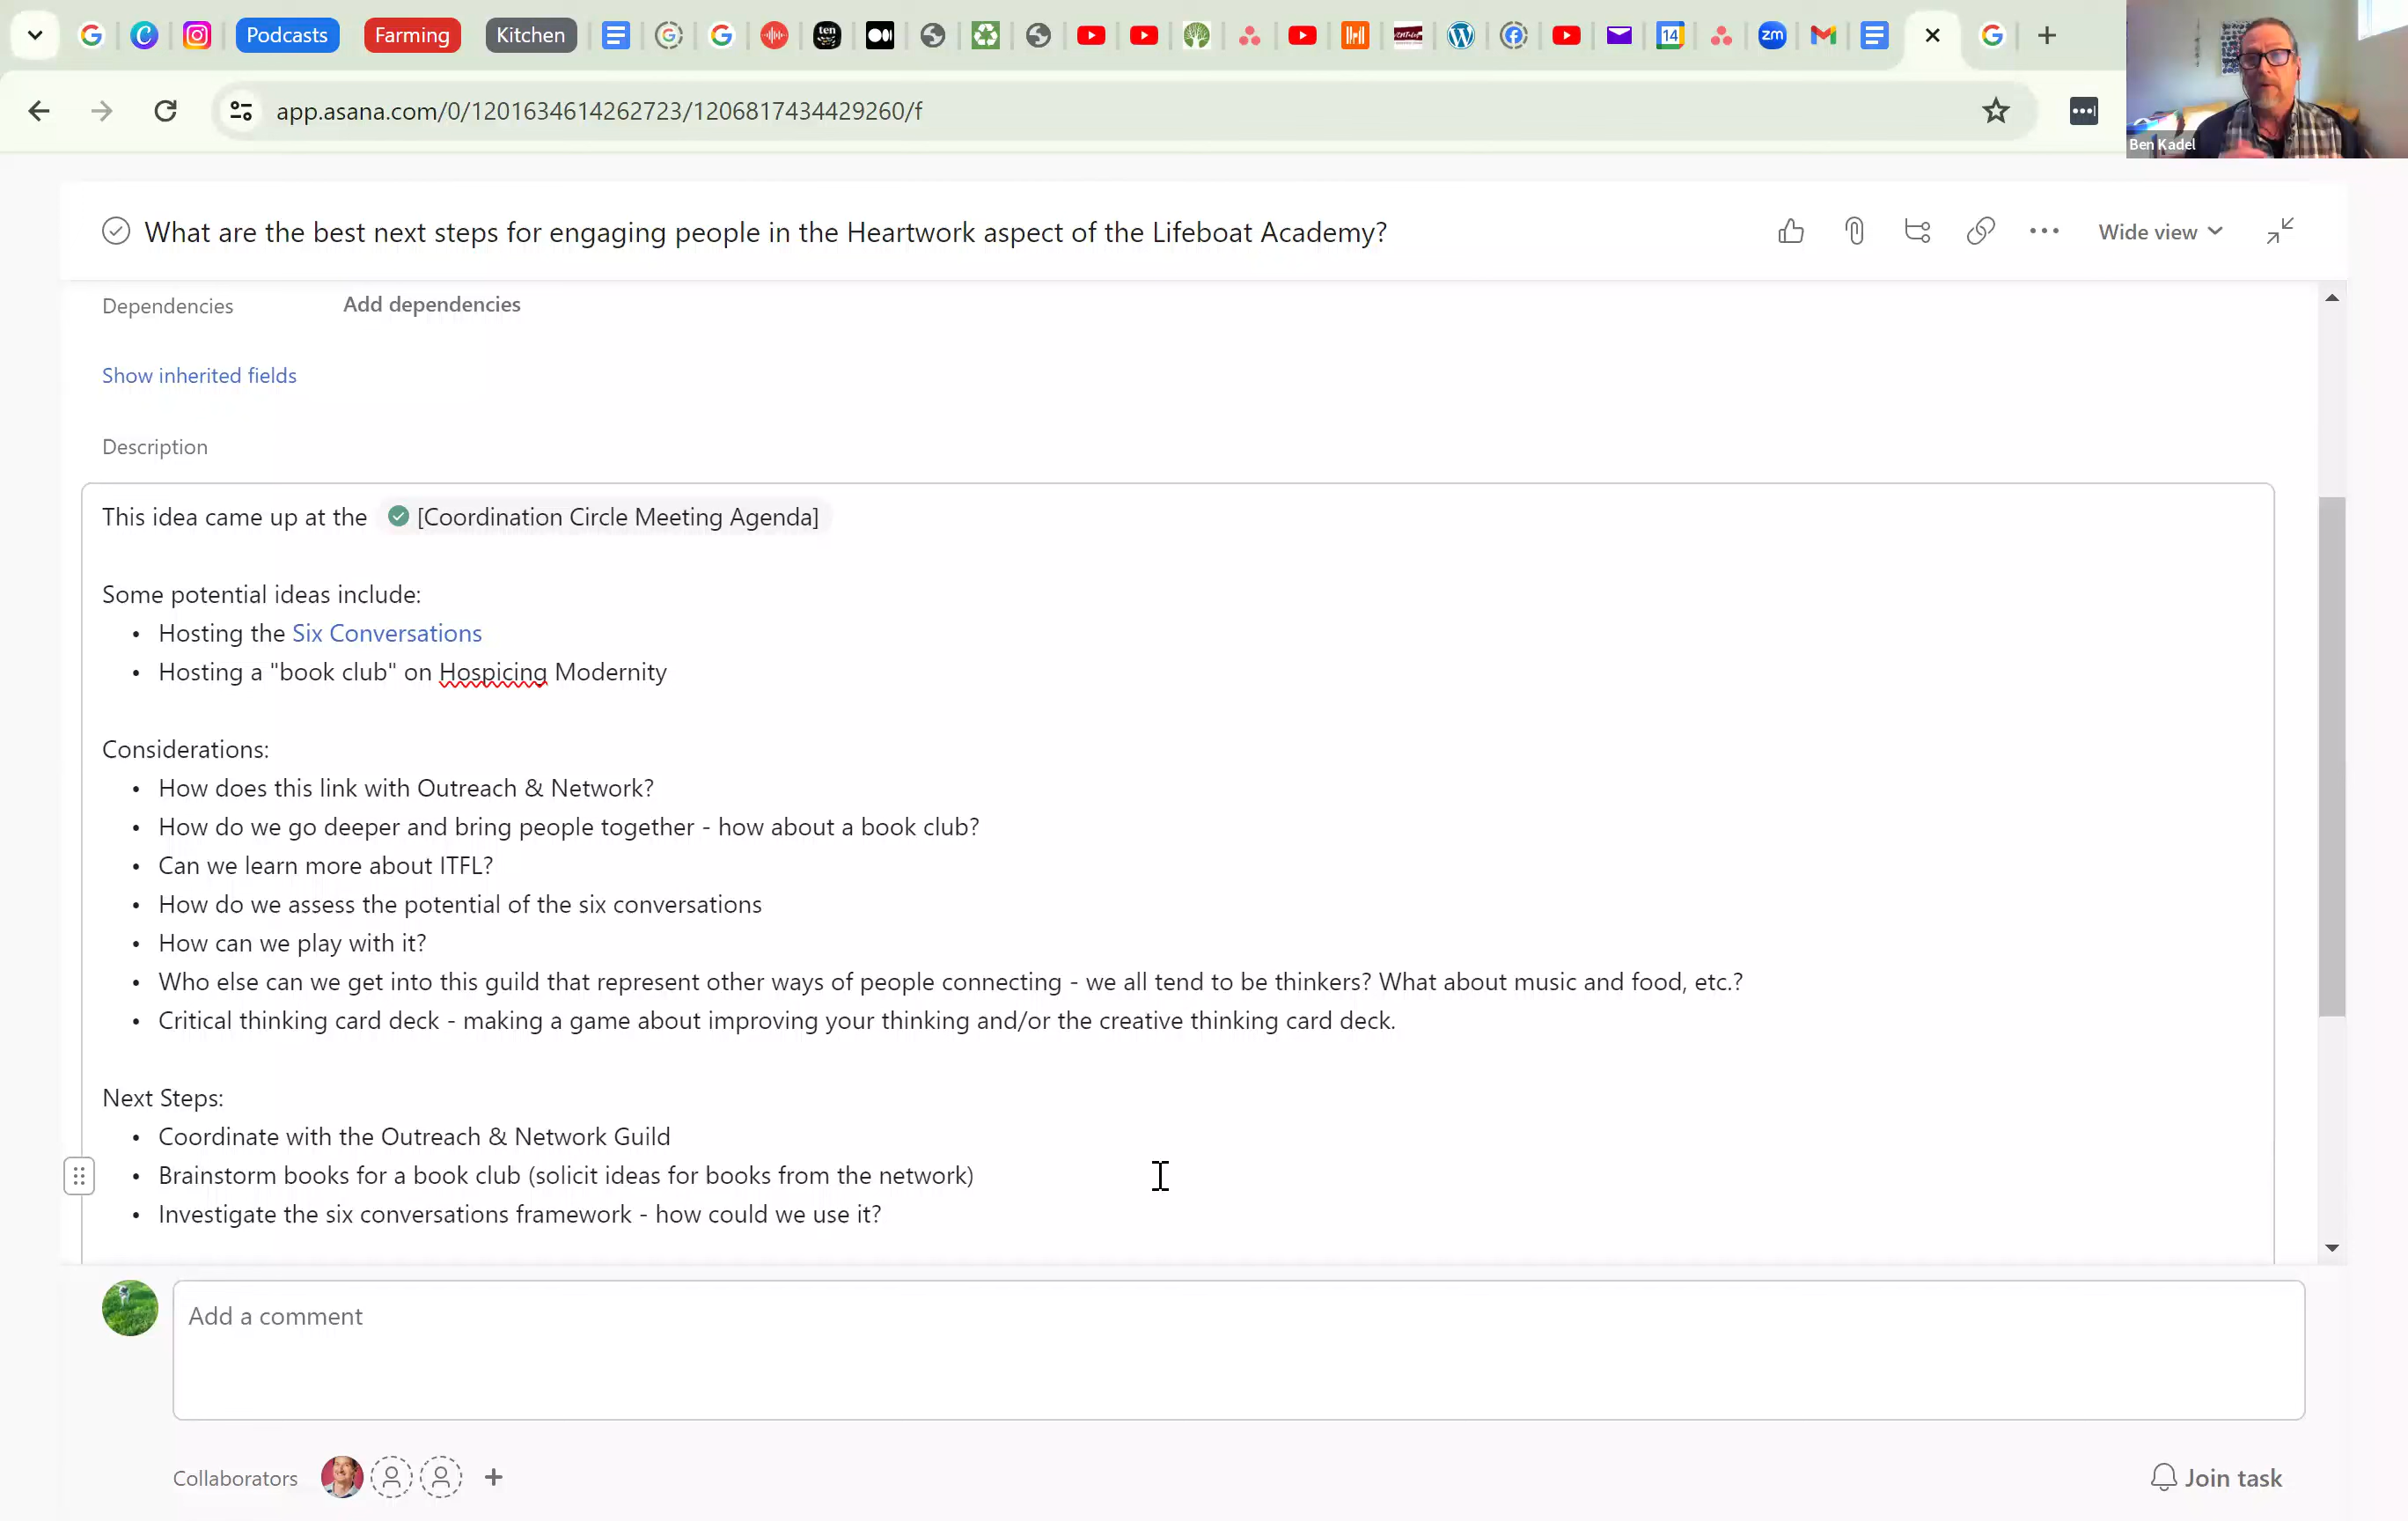 Podcasts
Farming
Kitchen
ten
14
zm
app.asana.com/0/1201634614262723/1206817434429260/f
Ben Kadel
What are the best next steps for engaging people in the Heartwork aspect of the Lifeboat Academy?
Wide view
Dependencies
Add dependencies
Show inherited fields
Description
This idea came up at the [Coordination Circle Meeting Agenda]
Some potential ideas include:
• Hosting the Six Conversations
• Hosting a "book club" on Hospicing Modernity
Considerations:
• How does this link with Outreach & Network?
• How do we go deeper and bring people together - how about a book club?
• Can we learn more about ITFL?
• How do we assess the potential of the six conversations
• How can we play with it?
• Who else can we get into this guild that represent other ways of people connecting - we all tend to be thinkers? What about music and food, etc.?
• Critical thinking card deck - making a game about improving your thinking and/or the creative thinking card deck.
Next Steps:
• Coordinate with the Outreach & Network Guild
• Brainstorm books for a book club (solicit ideas for books from the network)
• Investigate the six conversations framework - how could we use it?
Add a comment
Collaborators
Join task